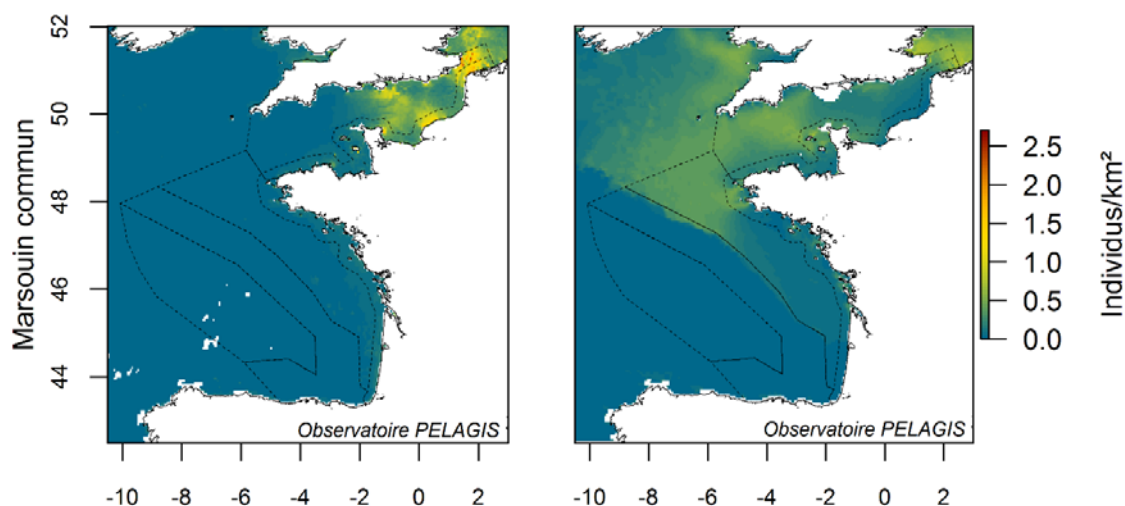 Marsouin commun
52
50
48
46
44
Observatoire PELAGIS
-10 -8 -6 -4 -2 0 2
Observatoire PELAGIS
-10 -8 -6 -4 -2 0 2
2.5
2.0
1.5
1.0
0.5
0.0
Individus/km²